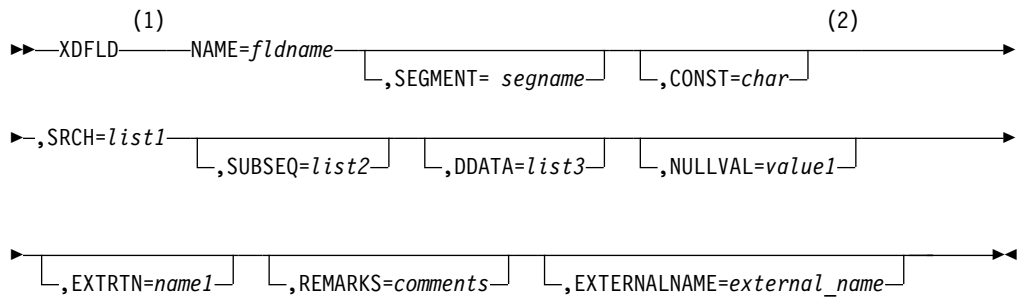 (1) (2)
XDFLD NAME=fldname
,SEGMENT= segname ,CONST=char
,SRCH=list1
,SUBSEQ=list2 ,DDATA=list3 ,NULLVAL=value1
,EXTRTN=name1 ,REMARKS=comments ,EXTERNALNAME=external_name